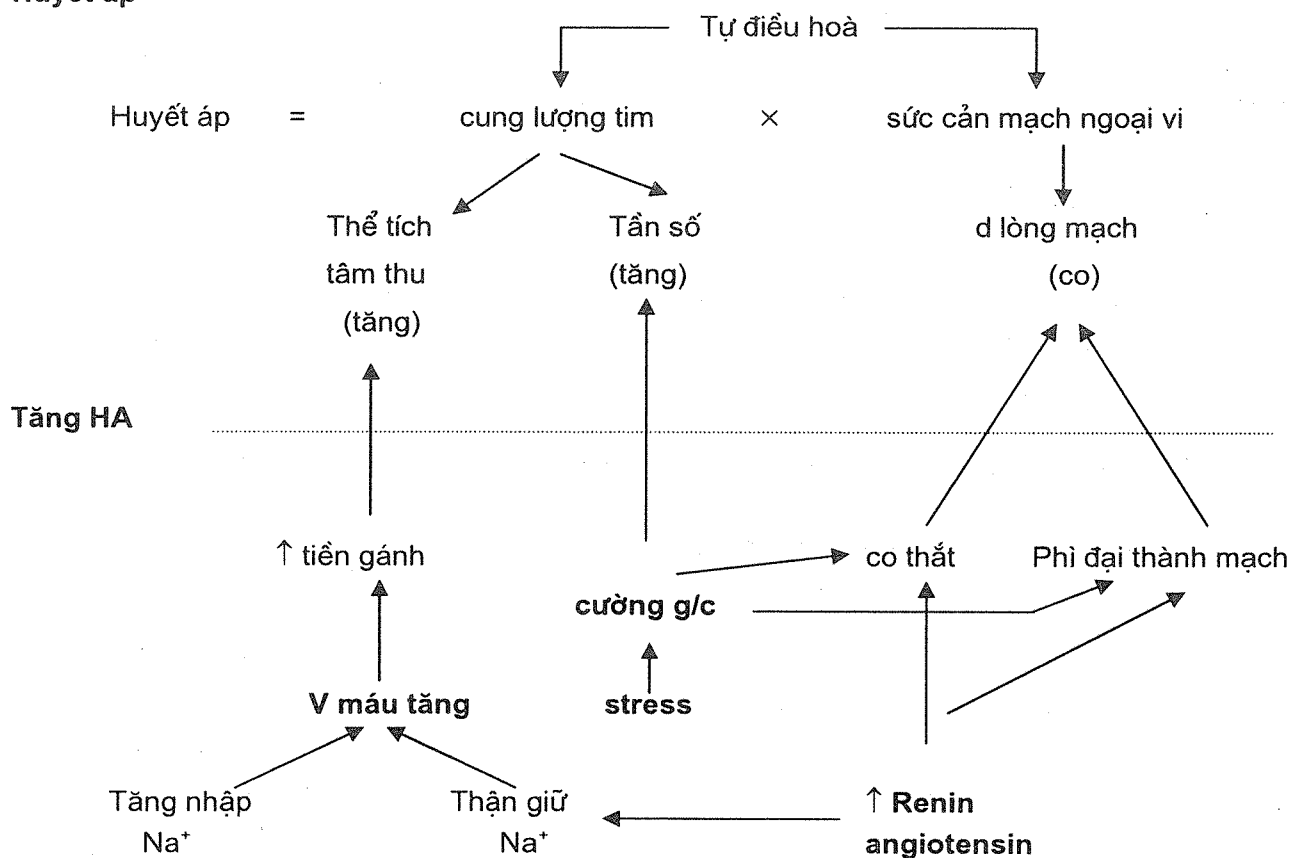 Huyết áp
Tự điều hoà
Huyết áp = cung lượng tim × sức cản mạch ngoại vi
Thể tích
tâm thu
(tăng)
Tần số
(tăng)
d lòng mạch
(co)
Tăng HA
↑ tiền gánh
co thắt
Phì đại thành mạch
cường g/c
V máu tăng
stress
Tăng nhập
Na⁺
Thận giữ
Na⁺
↑ Renin
angiotensin